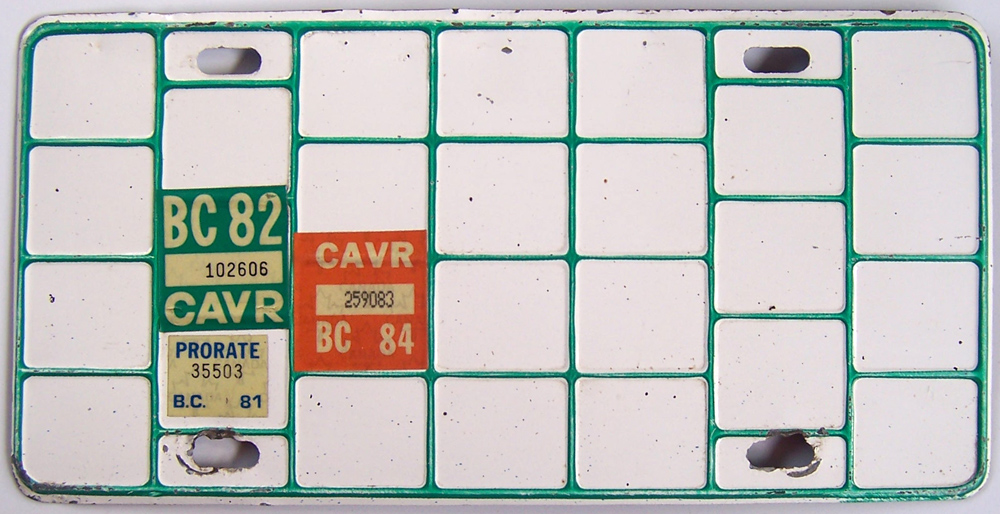 BC 82
102606
CAVR
PRORATE
35503
B.C. 81
CAVR
259083
BC 84